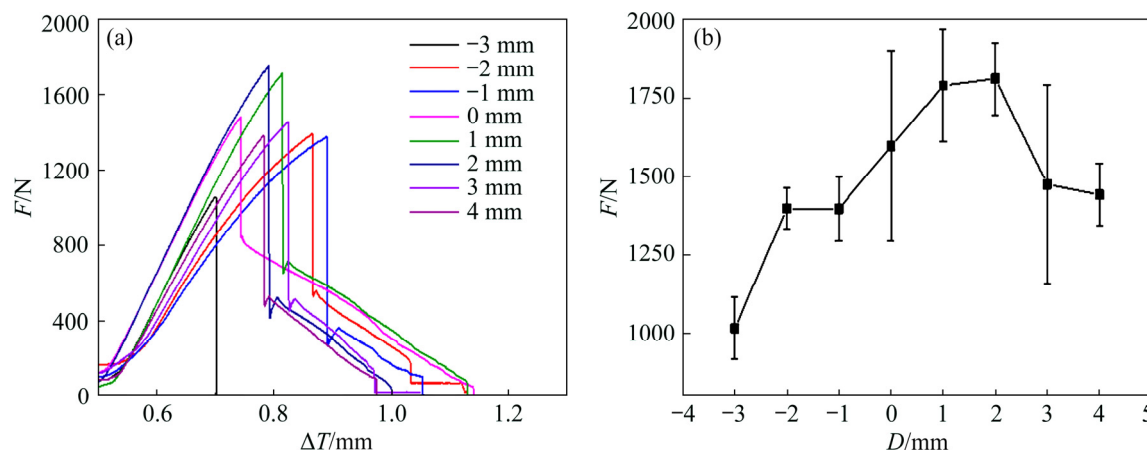 (a)
F/N
2000
1600
1200
800
400
0
0.6 0.8 1.0 1.2
ΔT/mm
−3 mm
−2 mm
−1 mm
0 mm
1 mm
2 mm
3 mm
4 mm
(b)
F/N
2000
1750
1500
1250
1000
−4 −3 −2 −1 0 1 2 3 4 5
D/mm